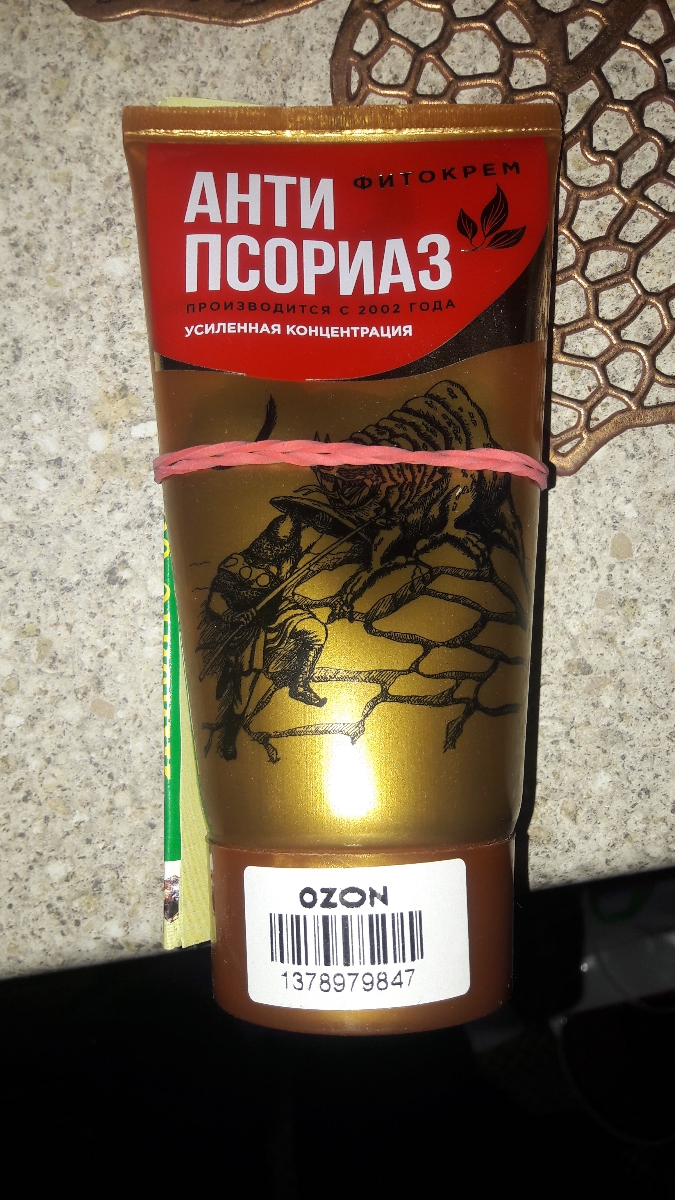 ФИТОКРЕМ
АНТИ
ПСОРИАЗ
ПРОИЗВОДИТСЯ С 2002 ГОДА
УСИЛЕННАЯ КОНЦЕНТРАЦИЯ
OZON
1378979847